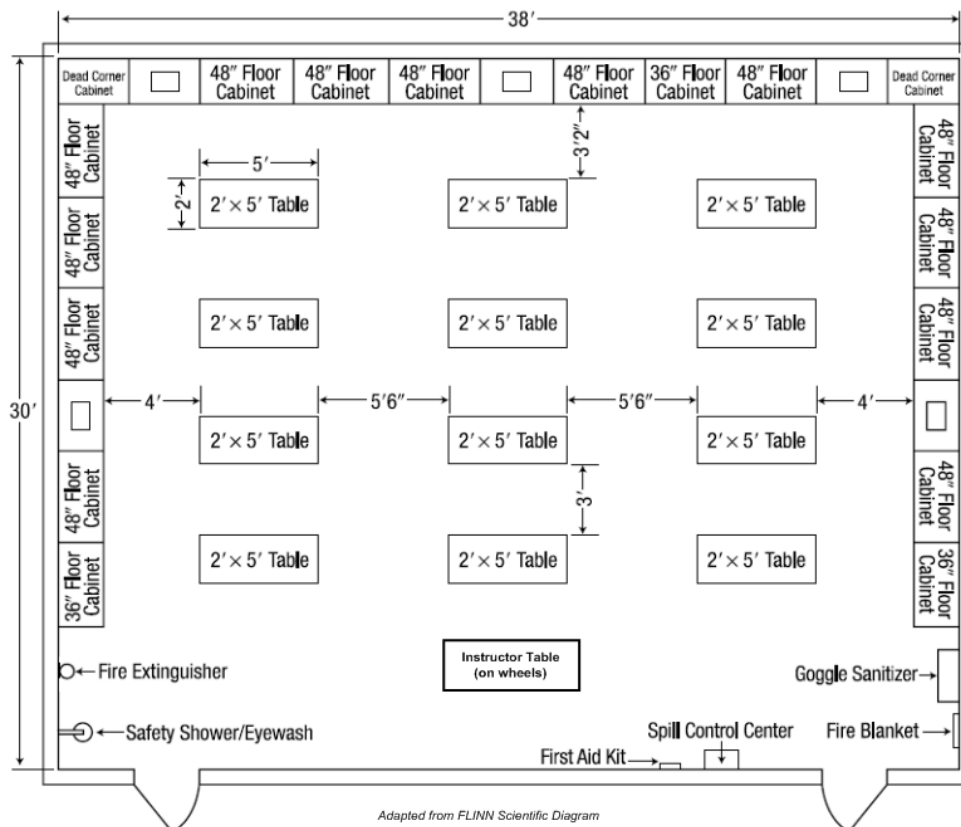 38′
Dead Corner
Cabinet
48″ Floor
Cabinet
48″ Floor
Cabinet
48″ Floor
Cabinet
48″ Floor
Cabinet
36″ Floor
Cabinet
48″ Floor
Cabinet
Dead Corner
Cabinet
48″ Floor
Cabinet
48″ Floor
Cabinet
48″ Floor
Cabinet
48″ Floor
Cabinet
36″ Floor
Cabinet
48″ Floor
Cabinet
48″ Floor
Cabinet
48″ Floor
Cabinet
48″ Floor
Cabinet
36″ Floor
Cabinet
3′2″
5′
2′
2′ × 5′ Table
2′ × 5′ Table
2′ × 5′ Table
2′ × 5′ Table
2′ × 5′ Table
2′ × 5′ Table
30′
4′
5′6″
5′6″
4′
2′ × 5′ Table
2′ × 5′ Table
2′ × 5′ Table
3′
2′ × 5′ Table
2′ × 5′ Table
2′ × 5′ Table
Instructor Table
(on wheels)
Fire Extinguisher
Goggle Sanitizer
Safety Shower/Eyewash
Spill Control Center
Fire Blanket
First Aid Kit
Adapted from FLINN Scientific Diagram